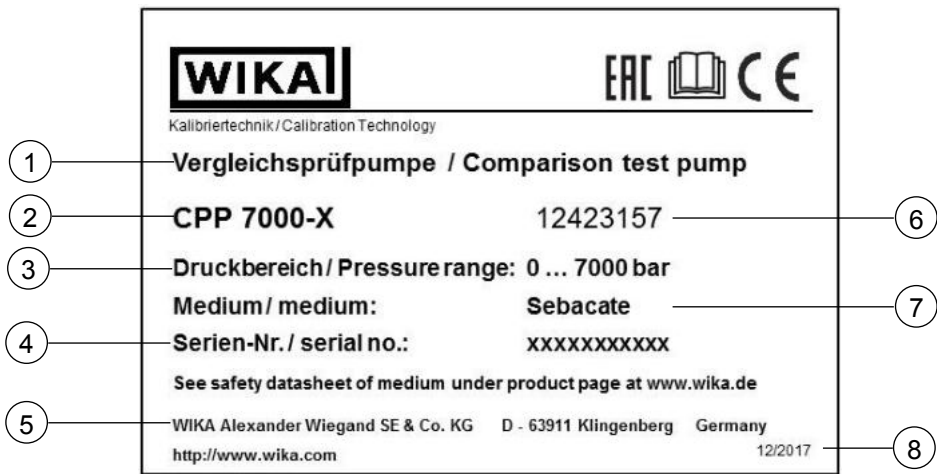 WIKA
EAC CE
Kalibriertechnik / Calibration Technology
1 Vergleichsprüfpumpe / Comparison test pump
2 CPP 7000-X 12423157 6
3 Druckbereich / Pressure range: 0 ... 7000 bar
Medium / medium: Sebacate 7
4 Serien-Nr. / serial no.: xxxxxxxxxxx
See safety datasheet of medium under product page at www.wika.de
5 WIKA Alexander Wiegand SE & Co. KG D - 63911 Klingenberg Germany
http://www.wika.com 12/2017 8